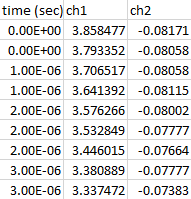 time (sec) ch1 ch2
0.00E+00 3.858477 -0.08171
0.00E+00 3.793352 -0.08058
1.00E-06 3.706517 -0.08058
1.00E-06 3.641392 -0.08115
2.00E-06 3.576266 -0.08002
2.00E-06 3.532849 -0.07777
2.00E-06 3.446015 -0.07664
3.00E-06 3.380889 -0.07777
3.00E-06 3.337472 -0.07383